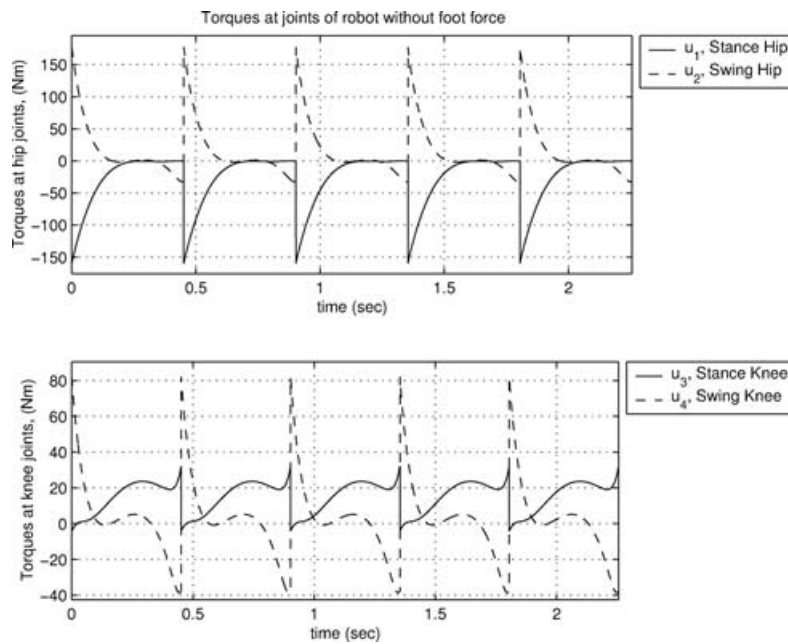 Torques at joints of robot without foot force
u1, Stance Hip
u2, Swing Hip
Torques at hip joints, (Nm)
150
100
50
0
−50
−100
−150
0
0.5
1
1.5
2
time (sec)
u3, Stance Knee
u4, Swing Knee
Torques at knee joints, (Nm)
80
60
40
20
0
−20
−40
0
0.5
1
1.5
2
time (sec)